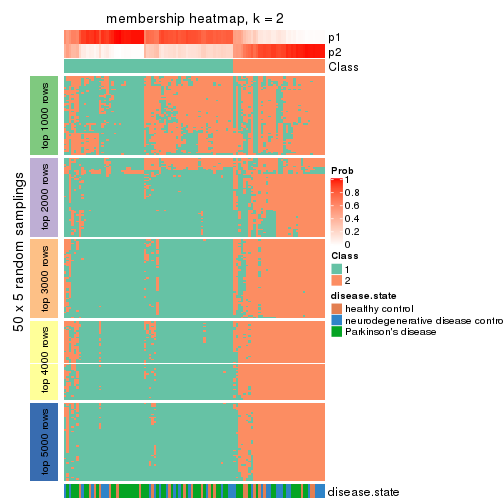 membership heatmap, k = 2
p1
p2
Class
50 x 5 random samplings
top 1000 rows
top 2000 rows
top 3000 rows
top 4000 rows
top 5000 rows
Prob
1
0.8
0.6
0.4
0.2
0
Class
1
2
disease.state
healthy control
neurodegenerative disease contro
Parkinson's disease
disease.state